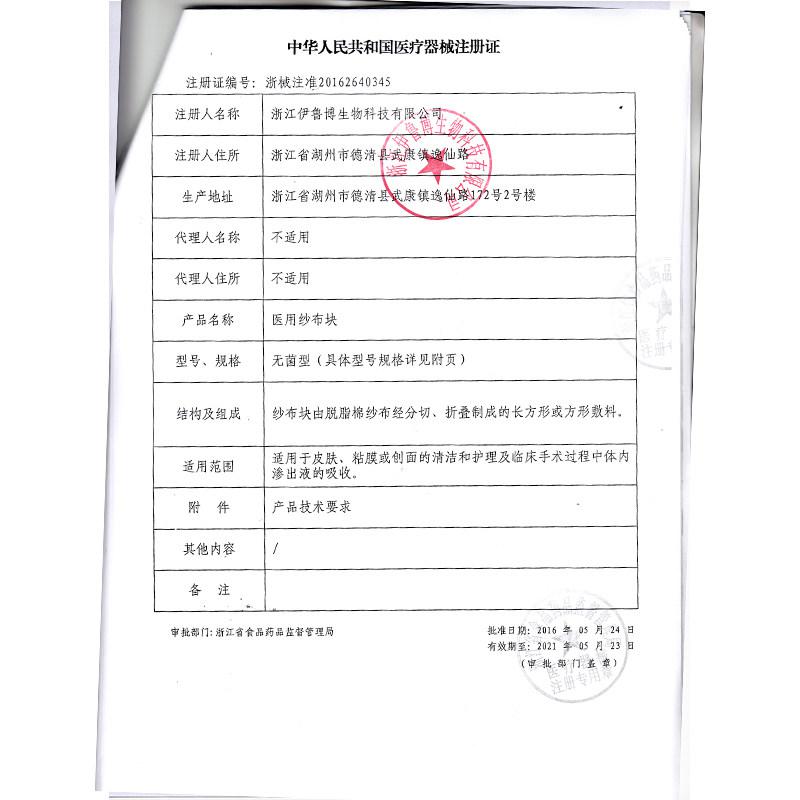 中华人民共和国医疗器械注册证
注册证编号：浙械注准20162640345
注册人名称 浙江伊鲁博生物科技有限公司
注册人住所 浙江省湖州市德清县武康镇逸仙路
生产地址 浙江省湖州市德清县武康镇逸仙路172号2号楼
代理人名称 不适用
代理人住所 不适用
产品名称 医用纱布块
型号、规格 无菌型（具体型号规格详见附页）
结构及组成 纱布块由脱脂棉纱布经分切、折叠制成的长方形或方形敷料。
适用范围 适用于皮肤、粘膜或创面的清洁和护理及临床手术过程中体内
渗出液的吸收。
附 件 产品技术要求
其他内容 /
备 注
审批部门：浙江省食品药品监督管理局
批准日期：2016 年 05 月 24 日
有效期至：2021 年 05 月 23 日
（审批部门盖章）
浙江伊鲁博生物科技有限公司
注册专用章